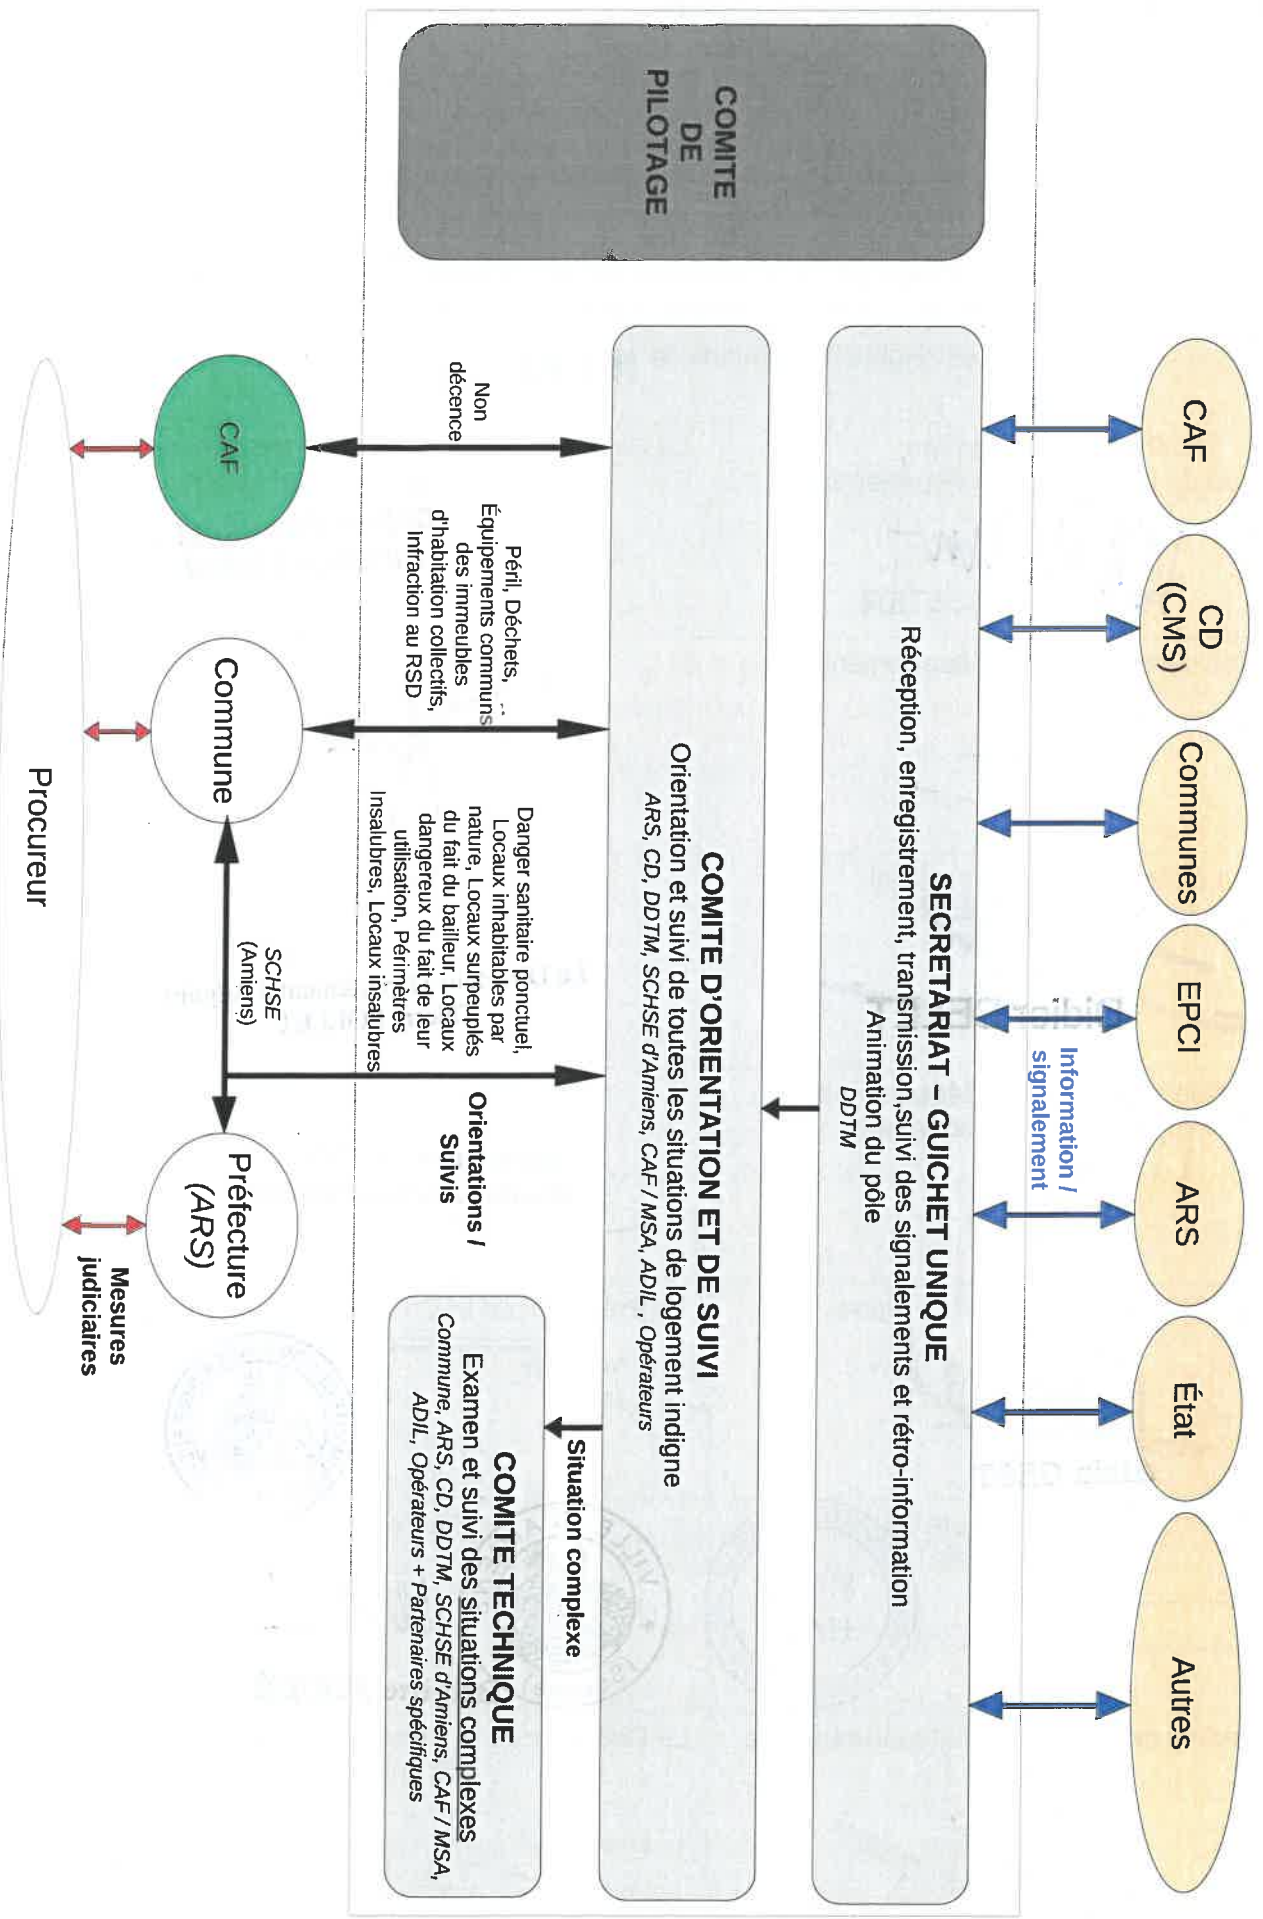 CAF
CD
(CMS)
Communes
EPCI
ARS
État
Autres
Information /
signalement
COMITE
DE
PILOTAGE
SECRETARIAT – GUICHET UNIQUE
Réception, enregistrement, transmission,suivi des signalements et rétro-information
Animation du pôle
DDTM
COMITE D'ORIENTATION ET DE SUIVI
Orientation et suivi de toutes les situations de logement indigne
ARS, CD, DDTM, SCHSE d'Amiens, CAF / MSA, ADIL , Opérateurs
Non
décence
Péril, Déchets,
Équipements communs
des immeubles
d'habitation collectifs,
Infraction au RSD
Danger sanitaire ponctuel,
Locaux inhabitables par
nature, Locaux surpeuplés
du fait du bailleur, Locaux
dangereux du fait de leur
utilisation, Périmètres
Insalubres, Locaux insalubres
Orientations /
Suivis
Situation complexe
COMITE TECHNIQUE
Examen et suivi des situations complexes
Commune, ARS, CD, DDTM, SCHSE d'Amiens, CAF / MSA,
ADIL, Opérateurs + Partenaires spécifiques
CAF
Commune
SCHSE
(Amiens)
Préfecture
(ARS)
Mesures
judiciaires
Procureur